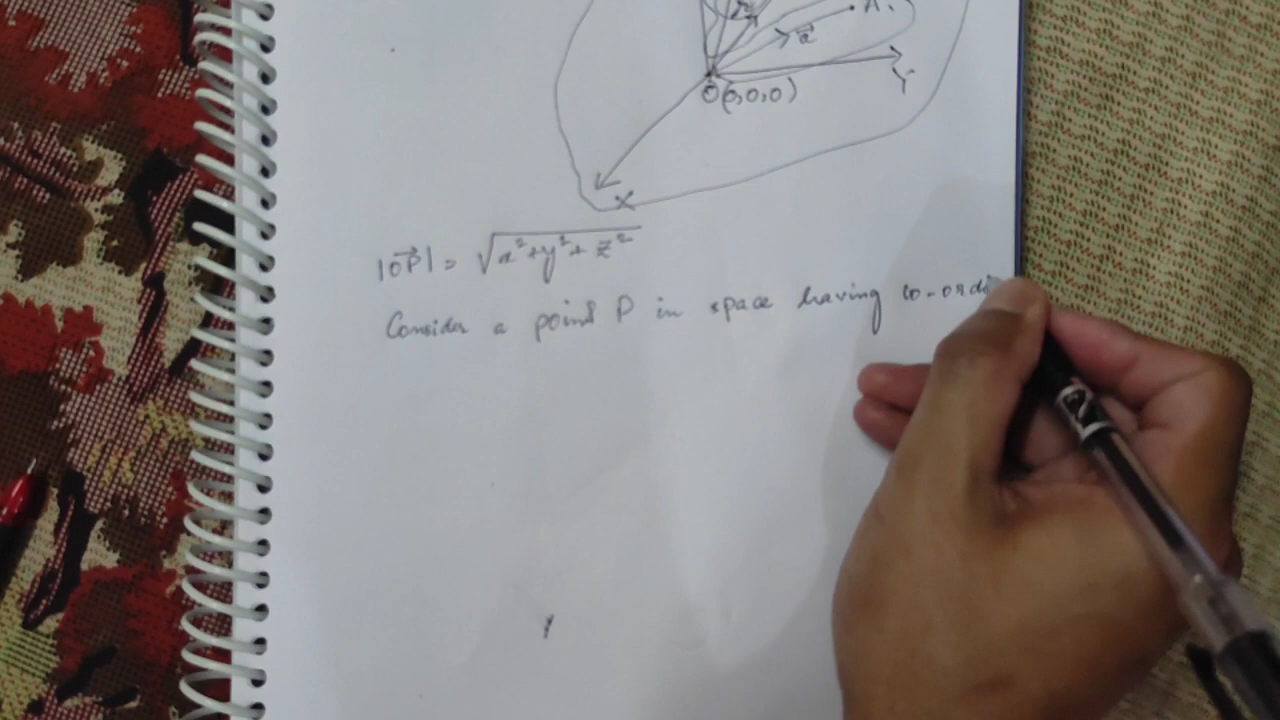 r⃗
A.
a⃗
Y
O(0,0,0)
X
|OP⃗| = √x²+y²+z²
Consider a point P in space having co-ordi